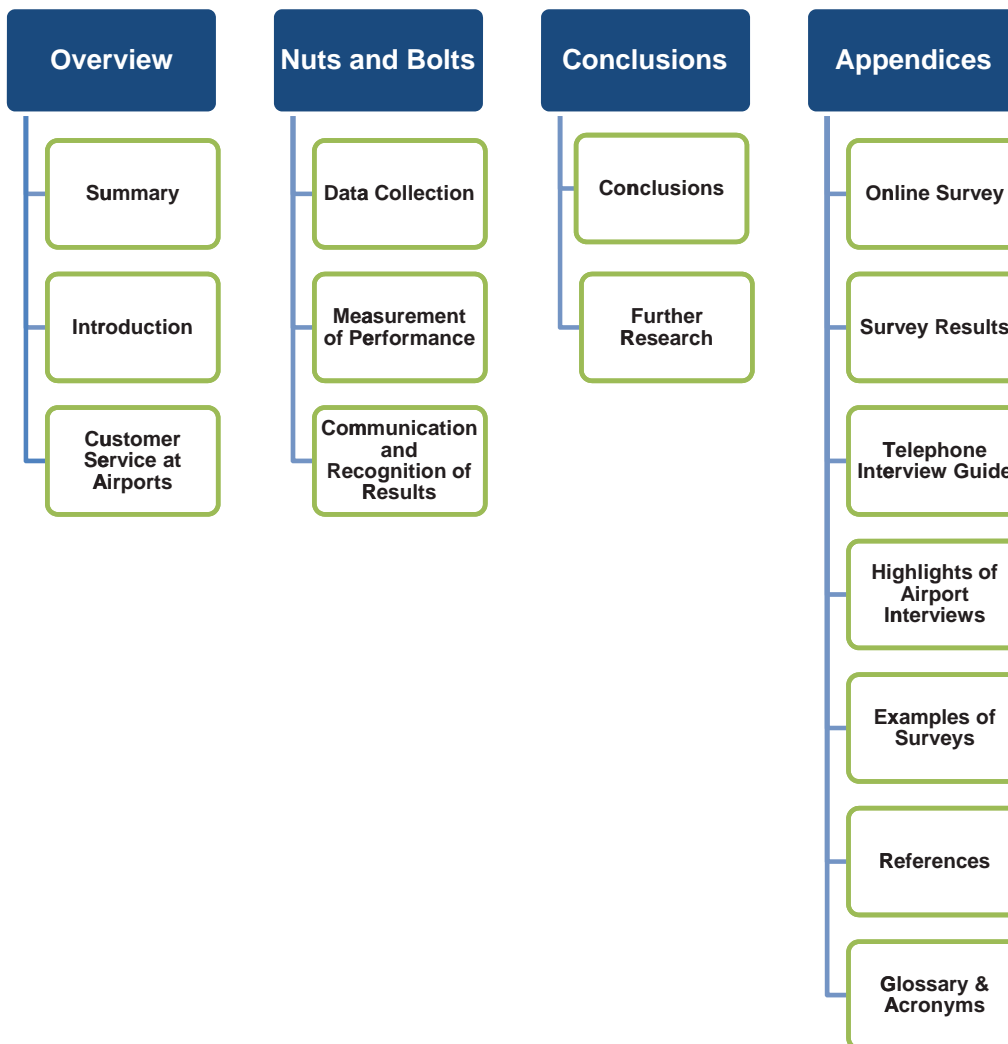 Overview
Summary
Introduction
Customer
Service at
Airports
Nuts and Bolts
Data Collection
Measurement
of Performance
Communication
and
Recognition of
Results
Conclusions
Conclusions
Further
Research
Appendices
Online Survey
Survey Results
Telephone
Interview Guide
Highlights of
Airport
Interviews
Examples of
Surveys
References
Glossary &
Acronyms